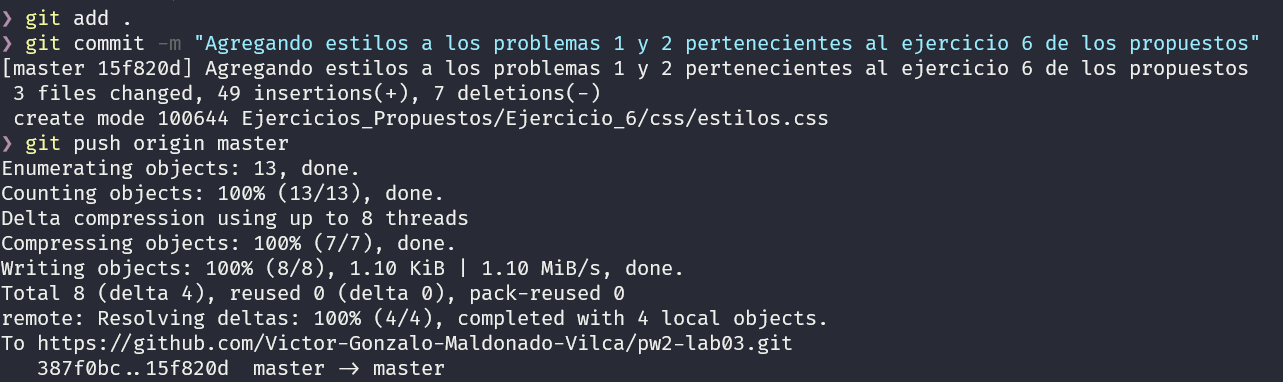 ❯ git add .
❯ git commit -m "Agregando estilos a los problemas 1 y 2 pertenecientes al ejercicio 6 de los propuestos"
[master 15f820d] Agregando estilos a los problemas 1 y 2 pertenecientes al ejercicio 6 de los propuestos
 3 files changed, 49 insertions(+), 7 deletions(-)
 create mode 100644 Ejercicios_Propuestos/Ejercicio_6/css/estilos.css
❯ git push origin master
Enumerating objects: 13, done.
Counting objects: 100% (13/13), done.
Delta compression using up to 8 threads
Compressing objects: 100% (7/7), done.
Writing objects: 100% (8/8), 1.10 KiB | 1.10 MiB/s, done.
Total 8 (delta 4), reused 0 (delta 0), pack-reused 0
remote: Resolving deltas: 100% (4/4), completed with 4 local objects.
To https://github.com/Victor-Gonzalo-Maldonado-Vilca/pw2-lab03.git
   387f0bc..15f820d  master -> master